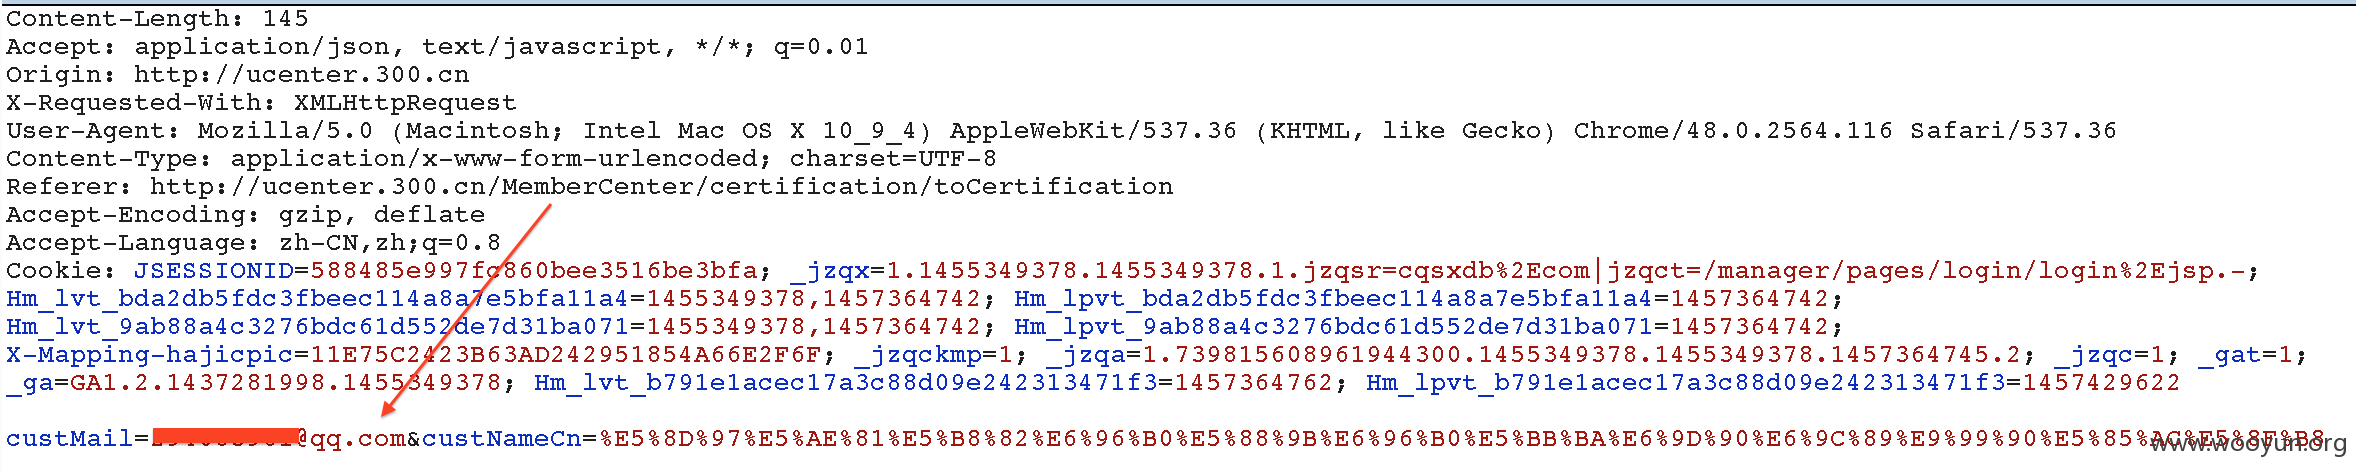 Content-Length: 145
Accept: application/json, text/javascript, */*; q=0.01
Origin: http://ucenter.300.cn
X-Requested-With: XMLHttpRequest
User-Agent: Mozilla/5.0 (Macintosh; Intel Mac OS X 10_9_4) AppleWebKit/537.36 (KHTML, like Gecko) Chrome/48.0.2564.116 Safari/537.36
Content-Type: application/x-www-form-urlencoded; charset=UTF-8
Referer: http://ucenter.300.cn/MemberCenter/certification/toCertification
Accept-Encoding: gzip, deflate
Accept-Language: zh-CN,zh;q=0.8
Cookie: JSESSIONID=588485e997fc860bee3516be3bfa; _jzqx=1.1455349378.1455349378.1.jzqsr=cqsxdb%2Ecom|jzqct=/manager/pages/login/login%2Ejsp.-;
Hm_lvt_bda2db5fdc3fbeec114a8a7e5bfa11a4=1455349378,1457364742; Hm_lpvt_bda2db5fdc3fbeec114a8a7e5bfa11a4=1457364742;
Hm_lvt_9ab88a4c3276bdc61d552de7d31ba071=1455349378,1457364742; Hm_lpvt_9ab88a4c3276bdc61d552de7d31ba071=1457364742;
X-Mapping-hajicpic=11E75C2423B63AD242951854A66E2F6F; _jzqckmp=1; _jzqa=1.739815608961944300.1455349378.1455349378.1457364745.2; _jzqc=1; _gat=1;
_ga=GA1.2.1437281998.1455349378; Hm_lvt_b791e1acec17a3c88d09e242313471f3=1457364762; Hm_lpvt_b791e1acec17a3c88d09e242313471f3=1457429622
custMail=@qq.com&custNameCn=%E5%8D%97%E5%AE%81%E5%B8%82%E6%96%B0%E5%88%9B%E6%96%B0%E5%BB%BA%E6%9D%90%E6%9C%89%E9%99%90%E5%85%AC%E5%8F%B8
www.wooyun.org